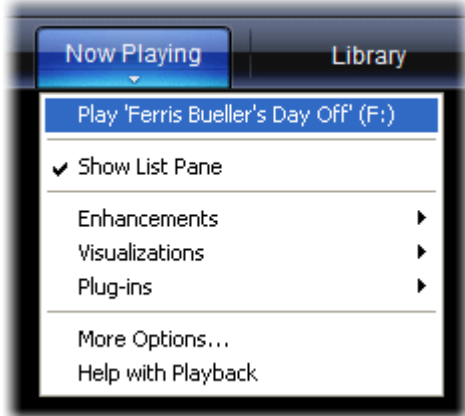 Now Playing
Library
Play 'Ferris Bueller's Day Off' (F:)
Show List Pane
Enhancements
Visualizations
Plug-ins
More Options...
Help with Playback